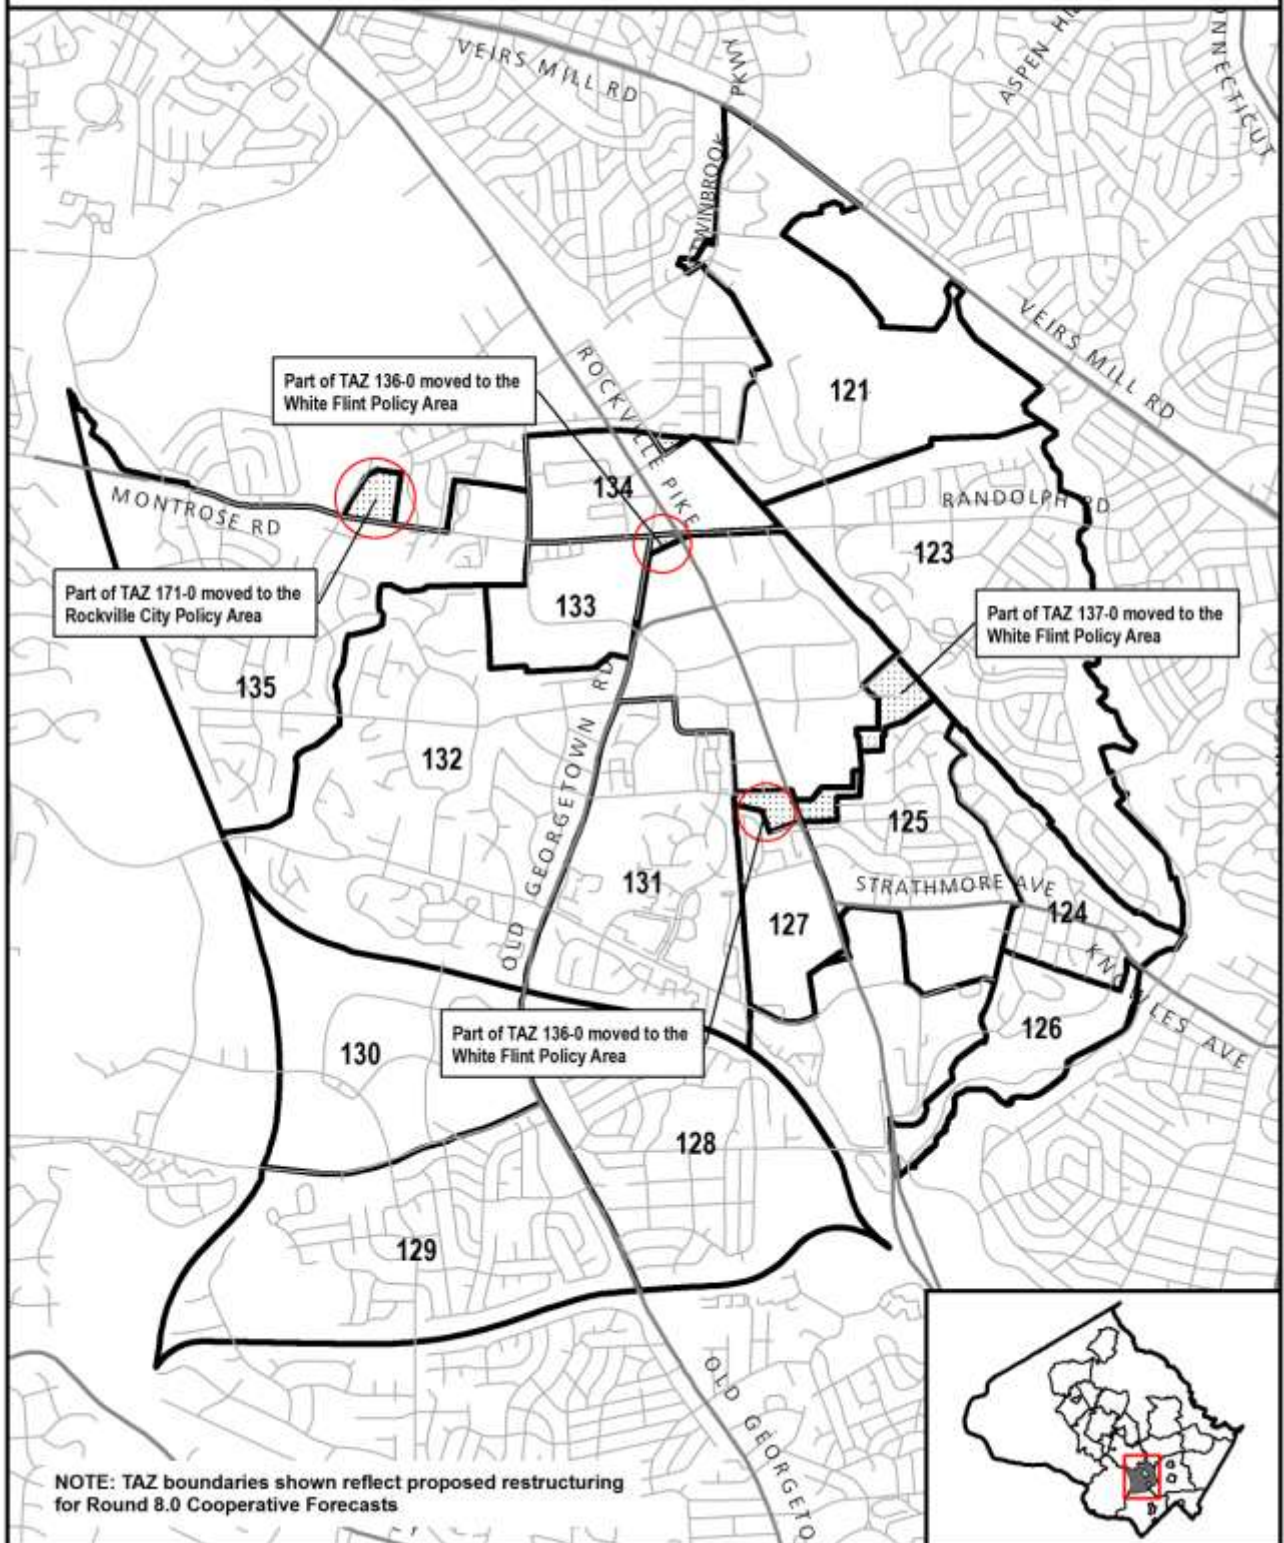 VEIRS MILL RD
PKWY
TWINBROOK
ASPEN HI
NNECTICUT
VEIRS MILL RD
ROCKVILLE PIKE
Part of TAZ 136-0 moved to the
White Flint Policy Area
121
134
RANDOLPH RD
MONTROSE RD
123
Part of TAZ 171-0 moved to the
Rockville City Policy Area
133
Part of TAZ 137-0 moved to the
White Flint Policy Area
135
132
OLD GEORGETOWN RD
125
131
STRATHMORE AVE
127
124
KNOWLES AVE
126
Part of TAZ 136-0 moved to the
White Flint Policy Area
130
128
129
OLD GEORGETO
NOTE: TAZ boundaries shown reflect proposed restructuring
for Round 8.0 Cooperative Forecasts